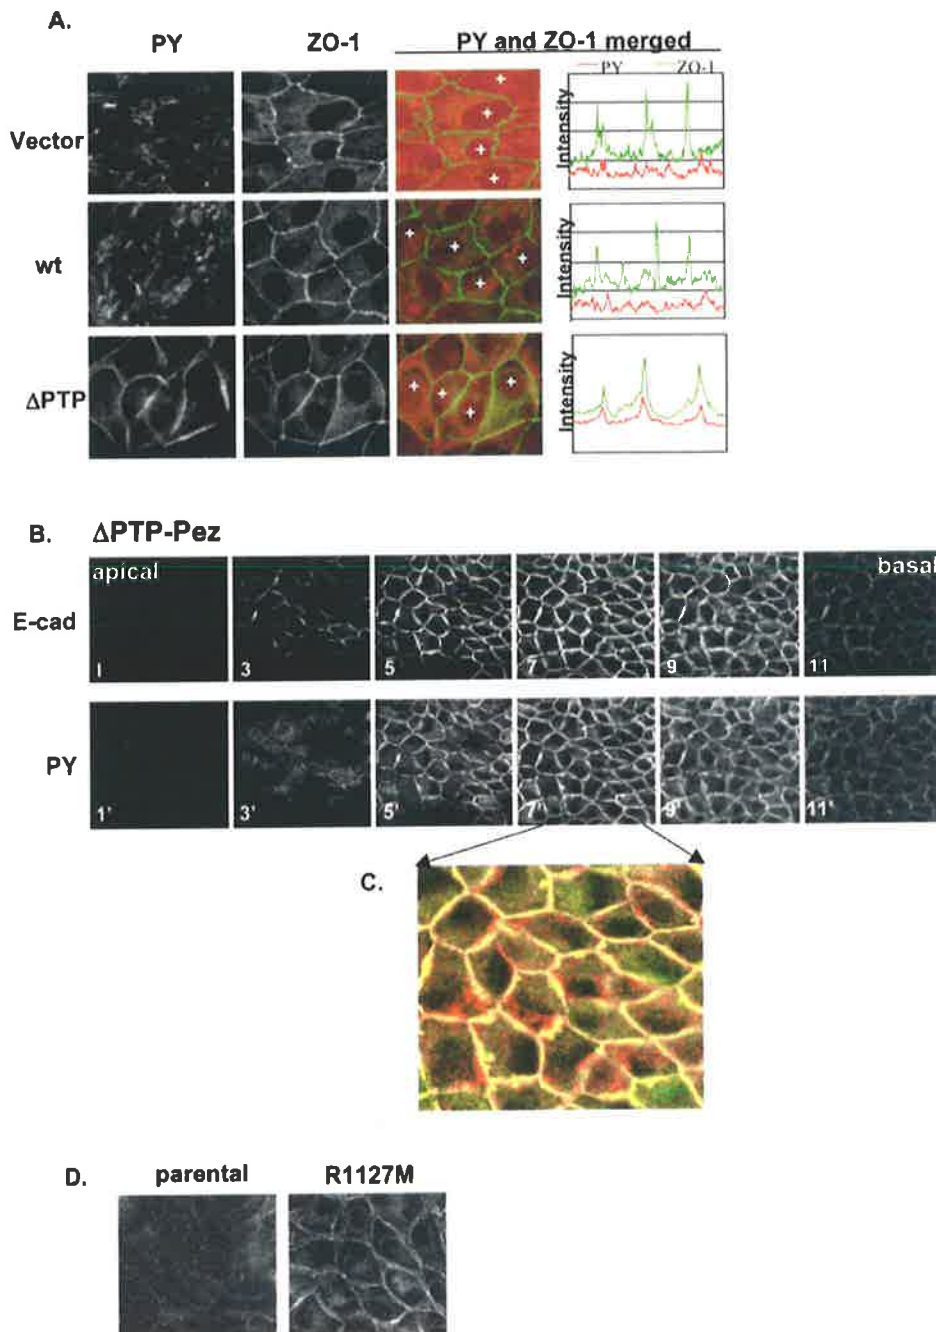 A.
PY ZO-1 PY and ZO-1 merged
PY ZO-1
Vector
Intensity
wt
Intensity
ΔPTP
Intensity
B. ΔPTP-Pez
apical basal
E-cad
1 3 5 7 9 11
PY
1' 3' 5' 7' 9' 11'
C.
D. parental R1127M